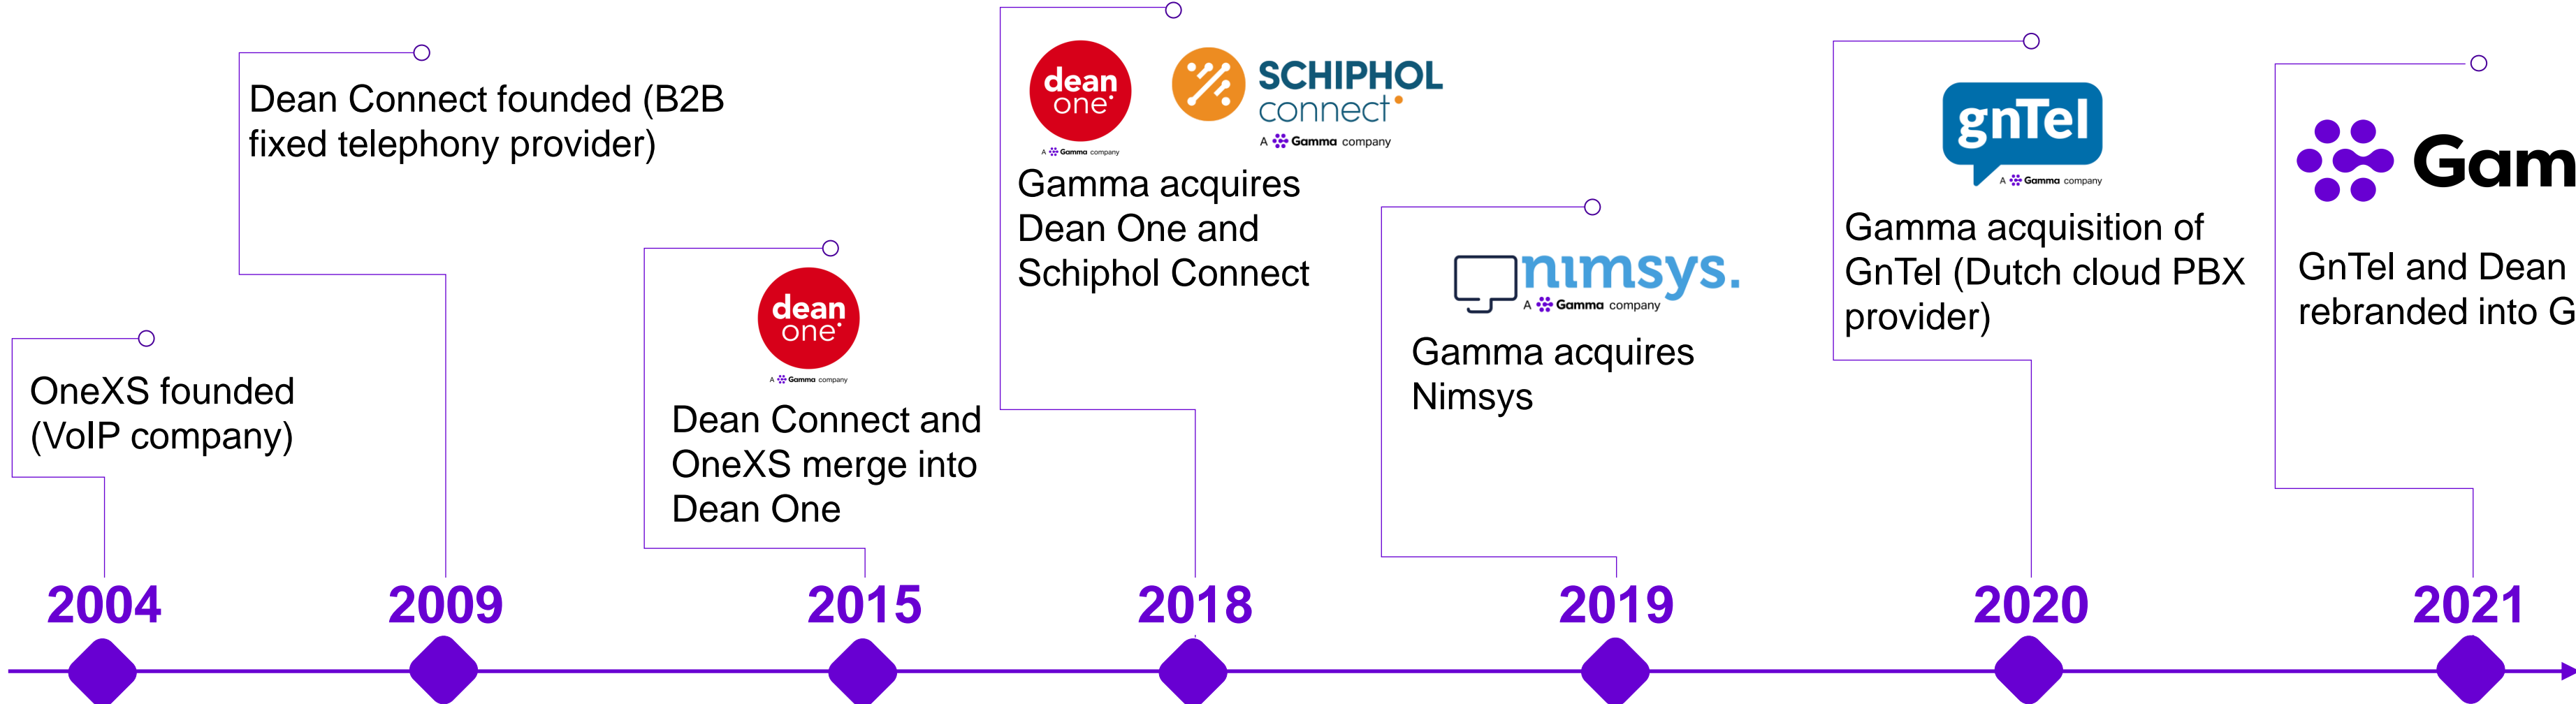 OneXS founded
(VoIP company)
Dean Connect founded (B2B
fixed telephony provider)
dean
one
A Gamma company
Dean Connect and
OneXS merge into
Dean One
dean
one
A Gamma company
SCHIPHOL
connect
A Gamma company
Gamma acquires
Dean One and
Schiphol Connect
nimsys.
A Gamma company
Gamma acquires
Nimsys
gnTel
A Gamma company
Gamma acquisition of
GnTel (Dutch cloud PBX
provider)
Gam
GnTel and Dean
rebranded into G
2004
2009
2015
2018
2019
2020
2021